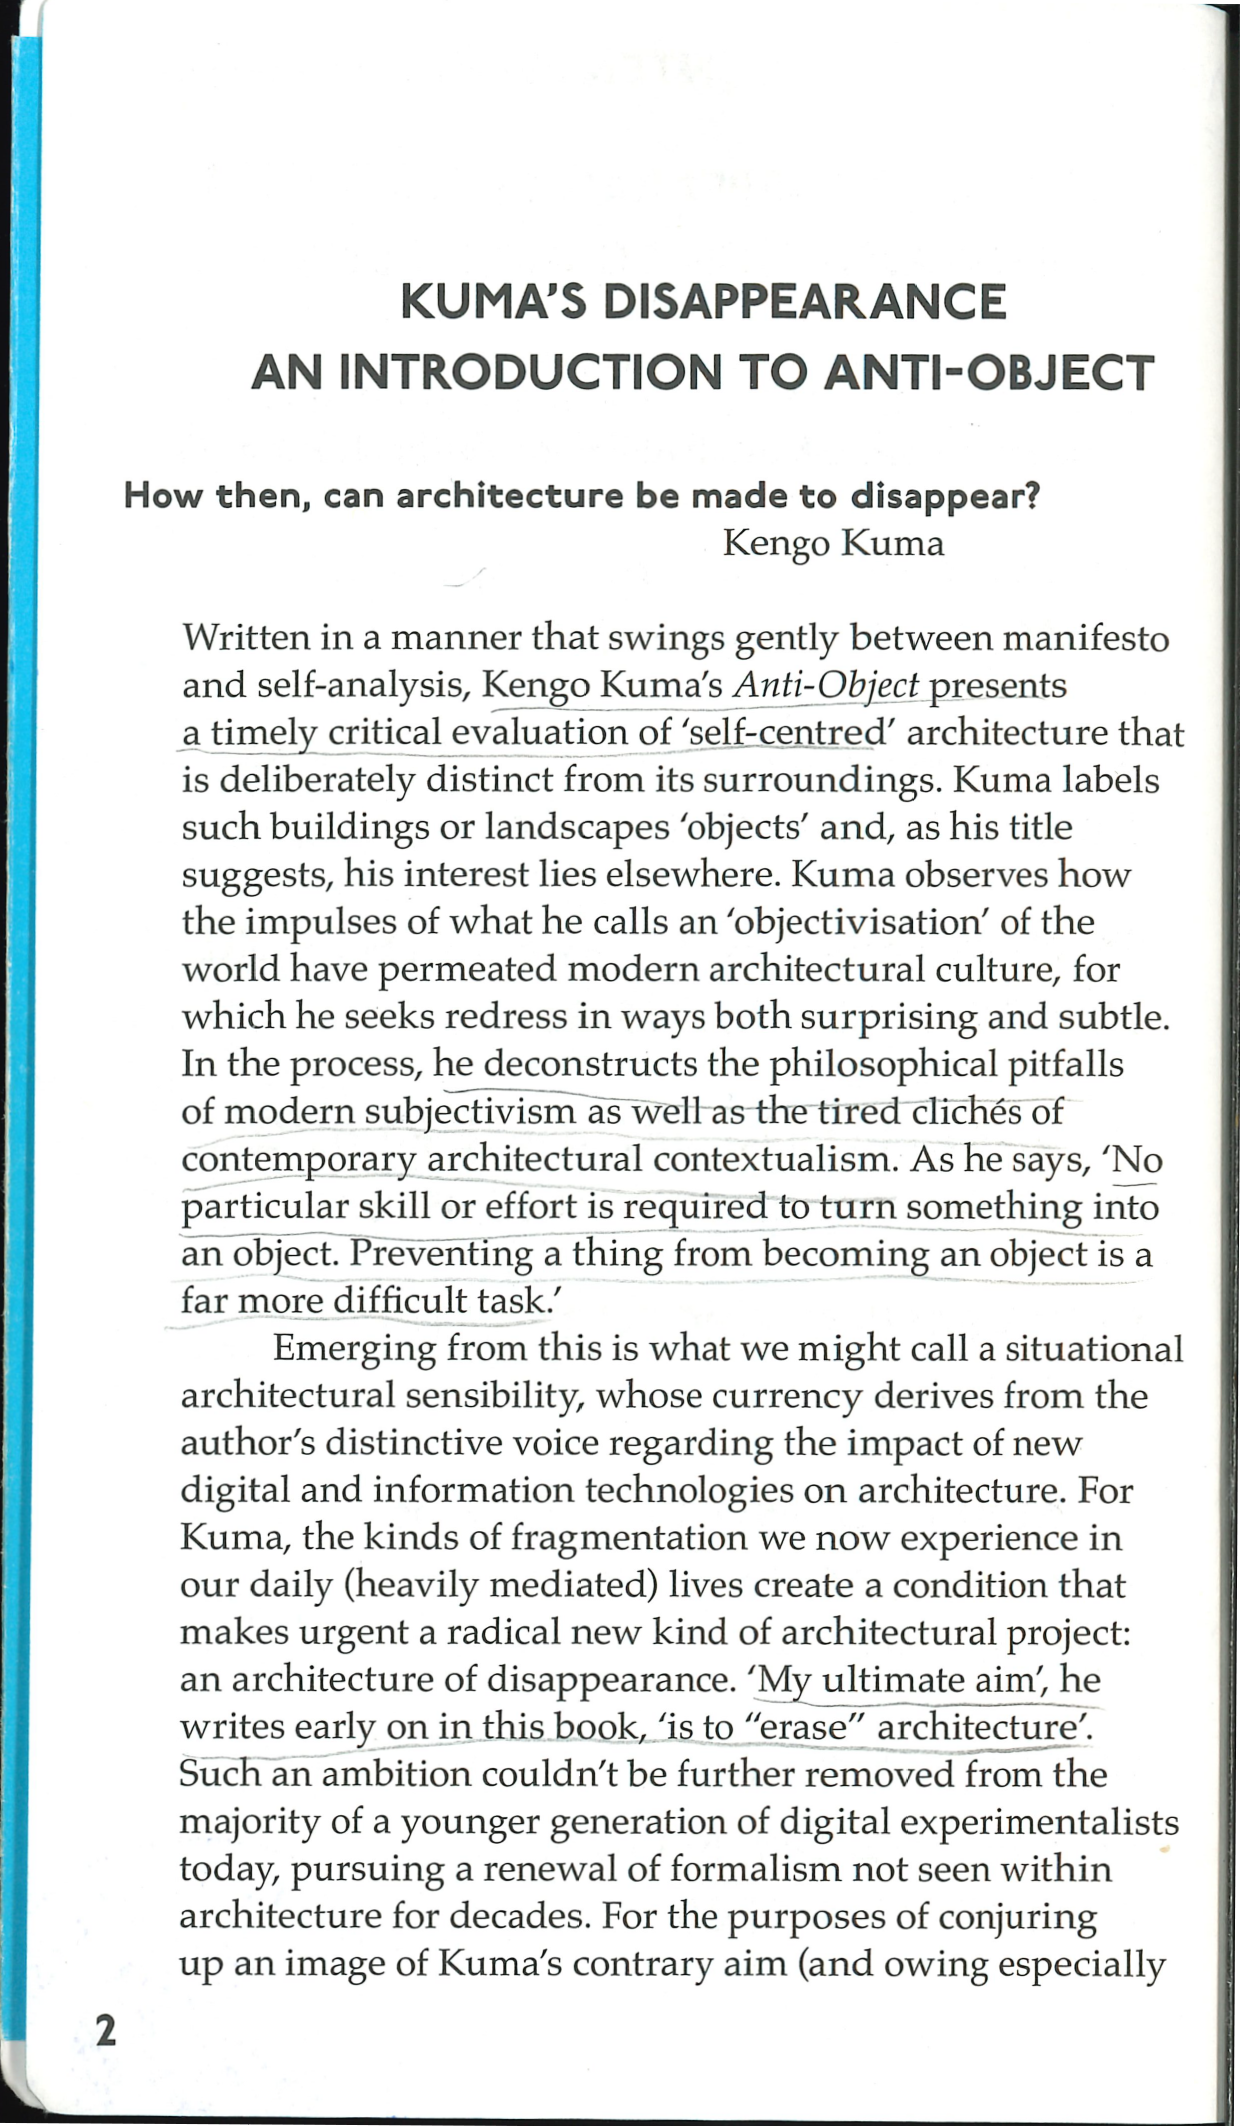 KUMA'S DISAPPEARANCE
AN INTRODUCTION TO ANTI-OBJECT
How then, can architecture be made to disappear?
Kengo Kuma
Written in a manner that swings gently between manifesto
and self-analysis, Kengo Kuma's Anti-Object presents
a timely critical evaluation of 'self-centred' architecture that
is deliberately distinct from its surroundings. Kuma labels
such buildings or landscapes 'objects' and, as his title
suggests, his interest lies elsewhere. Kuma observes how
the impulses of what he calls an 'objectivisation' of the
world have permeated modern architectural culture, for
which he seeks redress in ways both surprising and subtle.
In the process, he deconstructs the philosophical pitfalls
of modern subjectivism as well as the tired clichés of
contemporary architectural contextualism. As he says, 'No
particular skill or effort is required to turn something into
an object. Preventing a thing from becoming an object is a
far more difficult task.'
Emerging from this is what we might call a situational
architectural sensibility, whose currency derives from the
author's distinctive voice regarding the impact of new
digital and information technologies on architecture. For
Kuma, the kinds of fragmentation we now experience in
our daily (heavily mediated) lives create a condition that
makes urgent a radical new kind of architectural project:
an architecture of disappearance. 'My ultimate aim', he
writes early on in this book, 'is to "erase" architecture'.
Such an ambition couldn't be further removed from the
majority of a younger generation of digital experimentalists
today, pursuing a renewal of formalism not seen within
architecture for decades. For the purposes of conjuring
up an image of Kuma's contrary aim (and owing especially
2